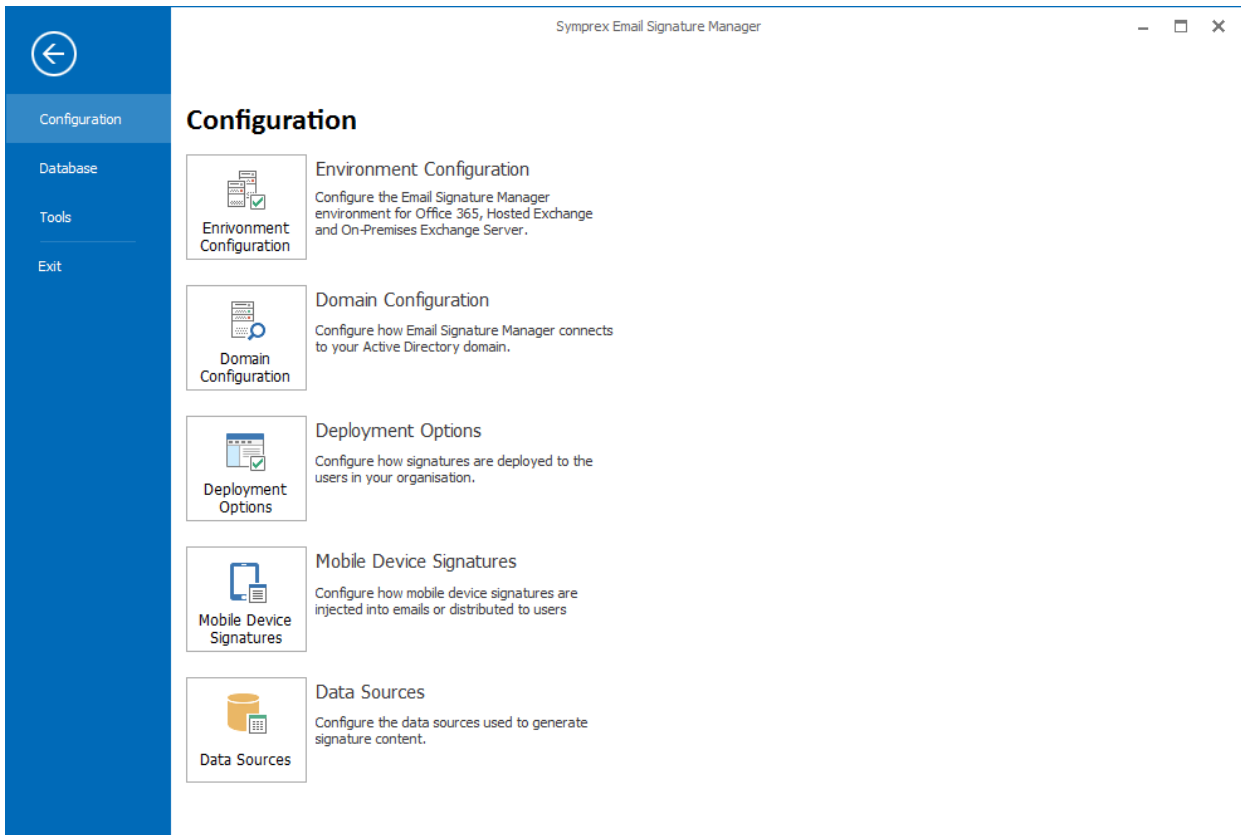 Symprex Email Signature Manager
Configuration
Database
Tools
Exit
Configuration
Enrivonment
Configuration
Environment Configuration
Configure the Email Signature Manager
environment for Office 365, Hosted Exchange
and On-Premises Exchange Server.
Domain
Configuration
Domain Configuration
Configure how Email Signature Manager connects
to your Active Directory domain.
Deployment
Options
Deployment Options
Configure how signatures are deployed to the
users in your organisation.
Mobile Device
Signatures
Mobile Device Signatures
Configure how mobile device signatures are
injected into emails or distributed to users
Data Sources
Data Sources
Configure the data sources used to generate
signature content.